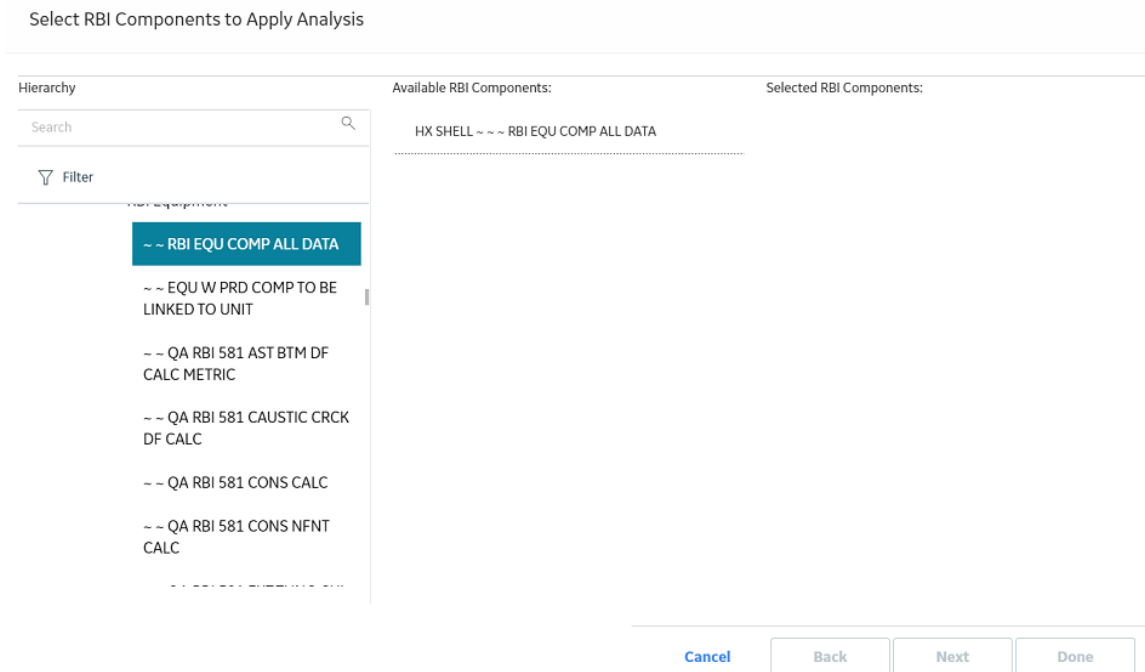 Select RBI Components to Apply Analysis
Hierarchy
Available RBI Components:
Selected RBI Components:
Search
HX SHELL ~ ~ ~ RBI EQU COMP ALL DATA
Filter
RBI Equipment
~ ~ RBI EQU COMP ALL DATA
~ ~ EQU W PRD COMP TO BE
LINKED TO UNIT
~ ~ QA RBI 581 AST BTM DF
CALC METRIC
~ ~ QA RBI 581 CAUSTIC CRCK
DF CALC
~ ~ QA RBI 581 CONS CALC
~ ~ QA RBI 581 CONS NFNT
CALC
Cancel
Back
Next
Done